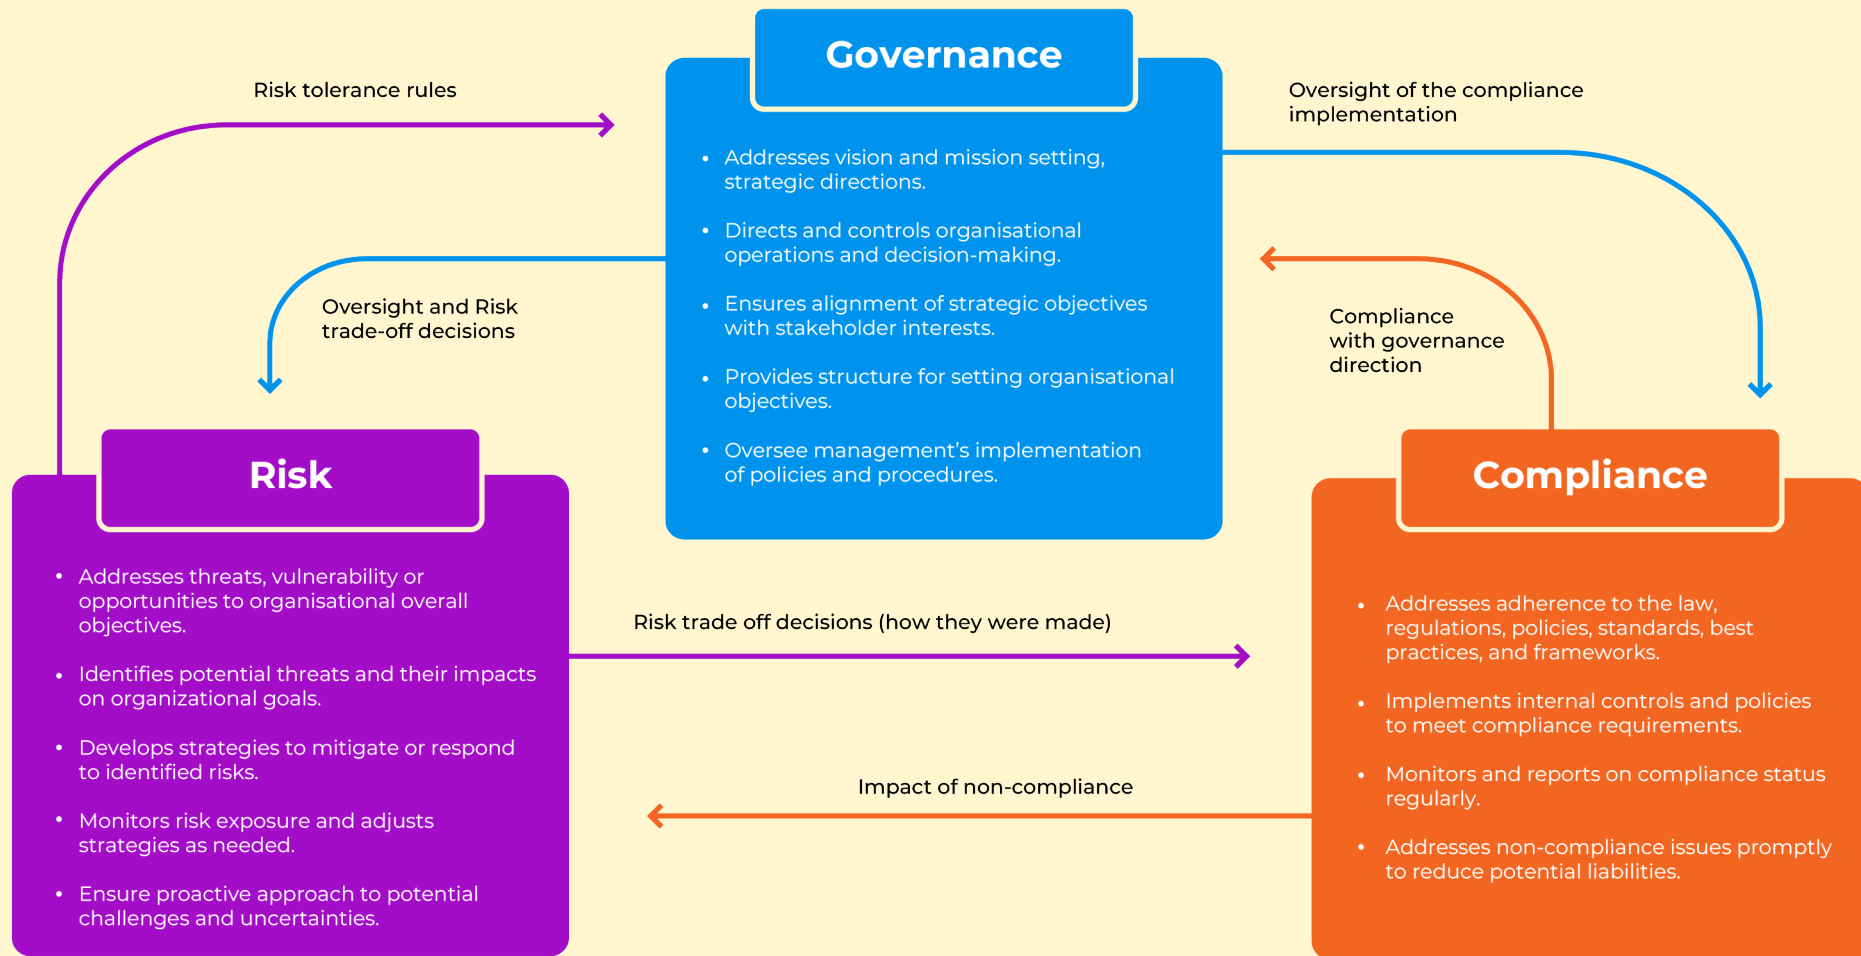 Governance
Risk tolerance rules
Oversight of the compliance
implementation
• Addresses vision and mission setting,
strategic directions.
• Directs and controls organisational
operations and decision-making.
• Ensures alignment of strategic objectives
with stakeholder interests.
• Provides structure for setting organisational
objectives.
• Oversee management’s implementation
of policies and procedures.
Oversight and Risk
trade-off decisions
Compliance
with governance
direction
Risk
• Addresses threats, vulnerability or
opportunities to organisational overall
objectives.
• Identifies potential threats and their impacts
on organizational goals.
• Develops strategies to mitigate or respond
to identified risks.
• Monitors risk exposure and adjusts
strategies as needed.
• Ensure proactive approach to potential
challenges and uncertainties.
Risk trade off decisions (how they were made)
Impact of non-compliance
Compliance
• Addresses adherence to the law,
regulations, policies, standards, best
practices, and frameworks.
• Implements internal controls and policies
to meet compliance requirements.
• Monitors and reports on compliance status
regularly.
• Addresses non-compliance issues promptly
to reduce potential liabilities.